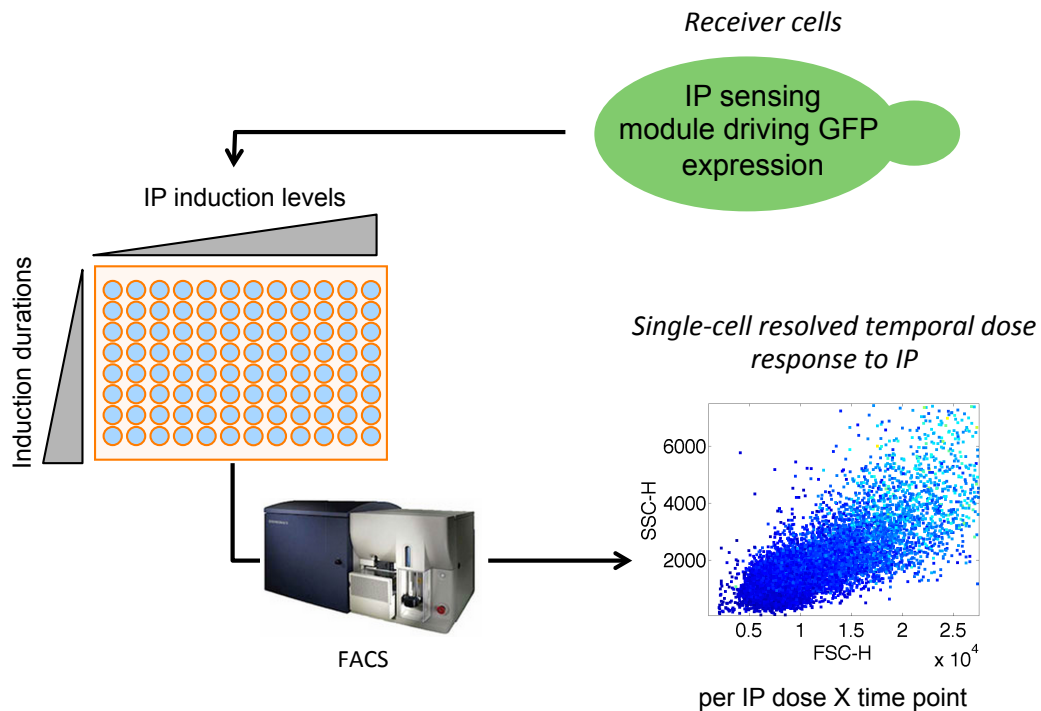 Receiver cells
IP sensing
module driving GFP
expression
IP induction levels
Induction durations
FACS
Single-cell resolved temporal dose
response to IP
SSC-H
6000
4000
2000
0.5 1 1.5 2 2.5
FSC-H
x 10⁴
per IP dose X time point